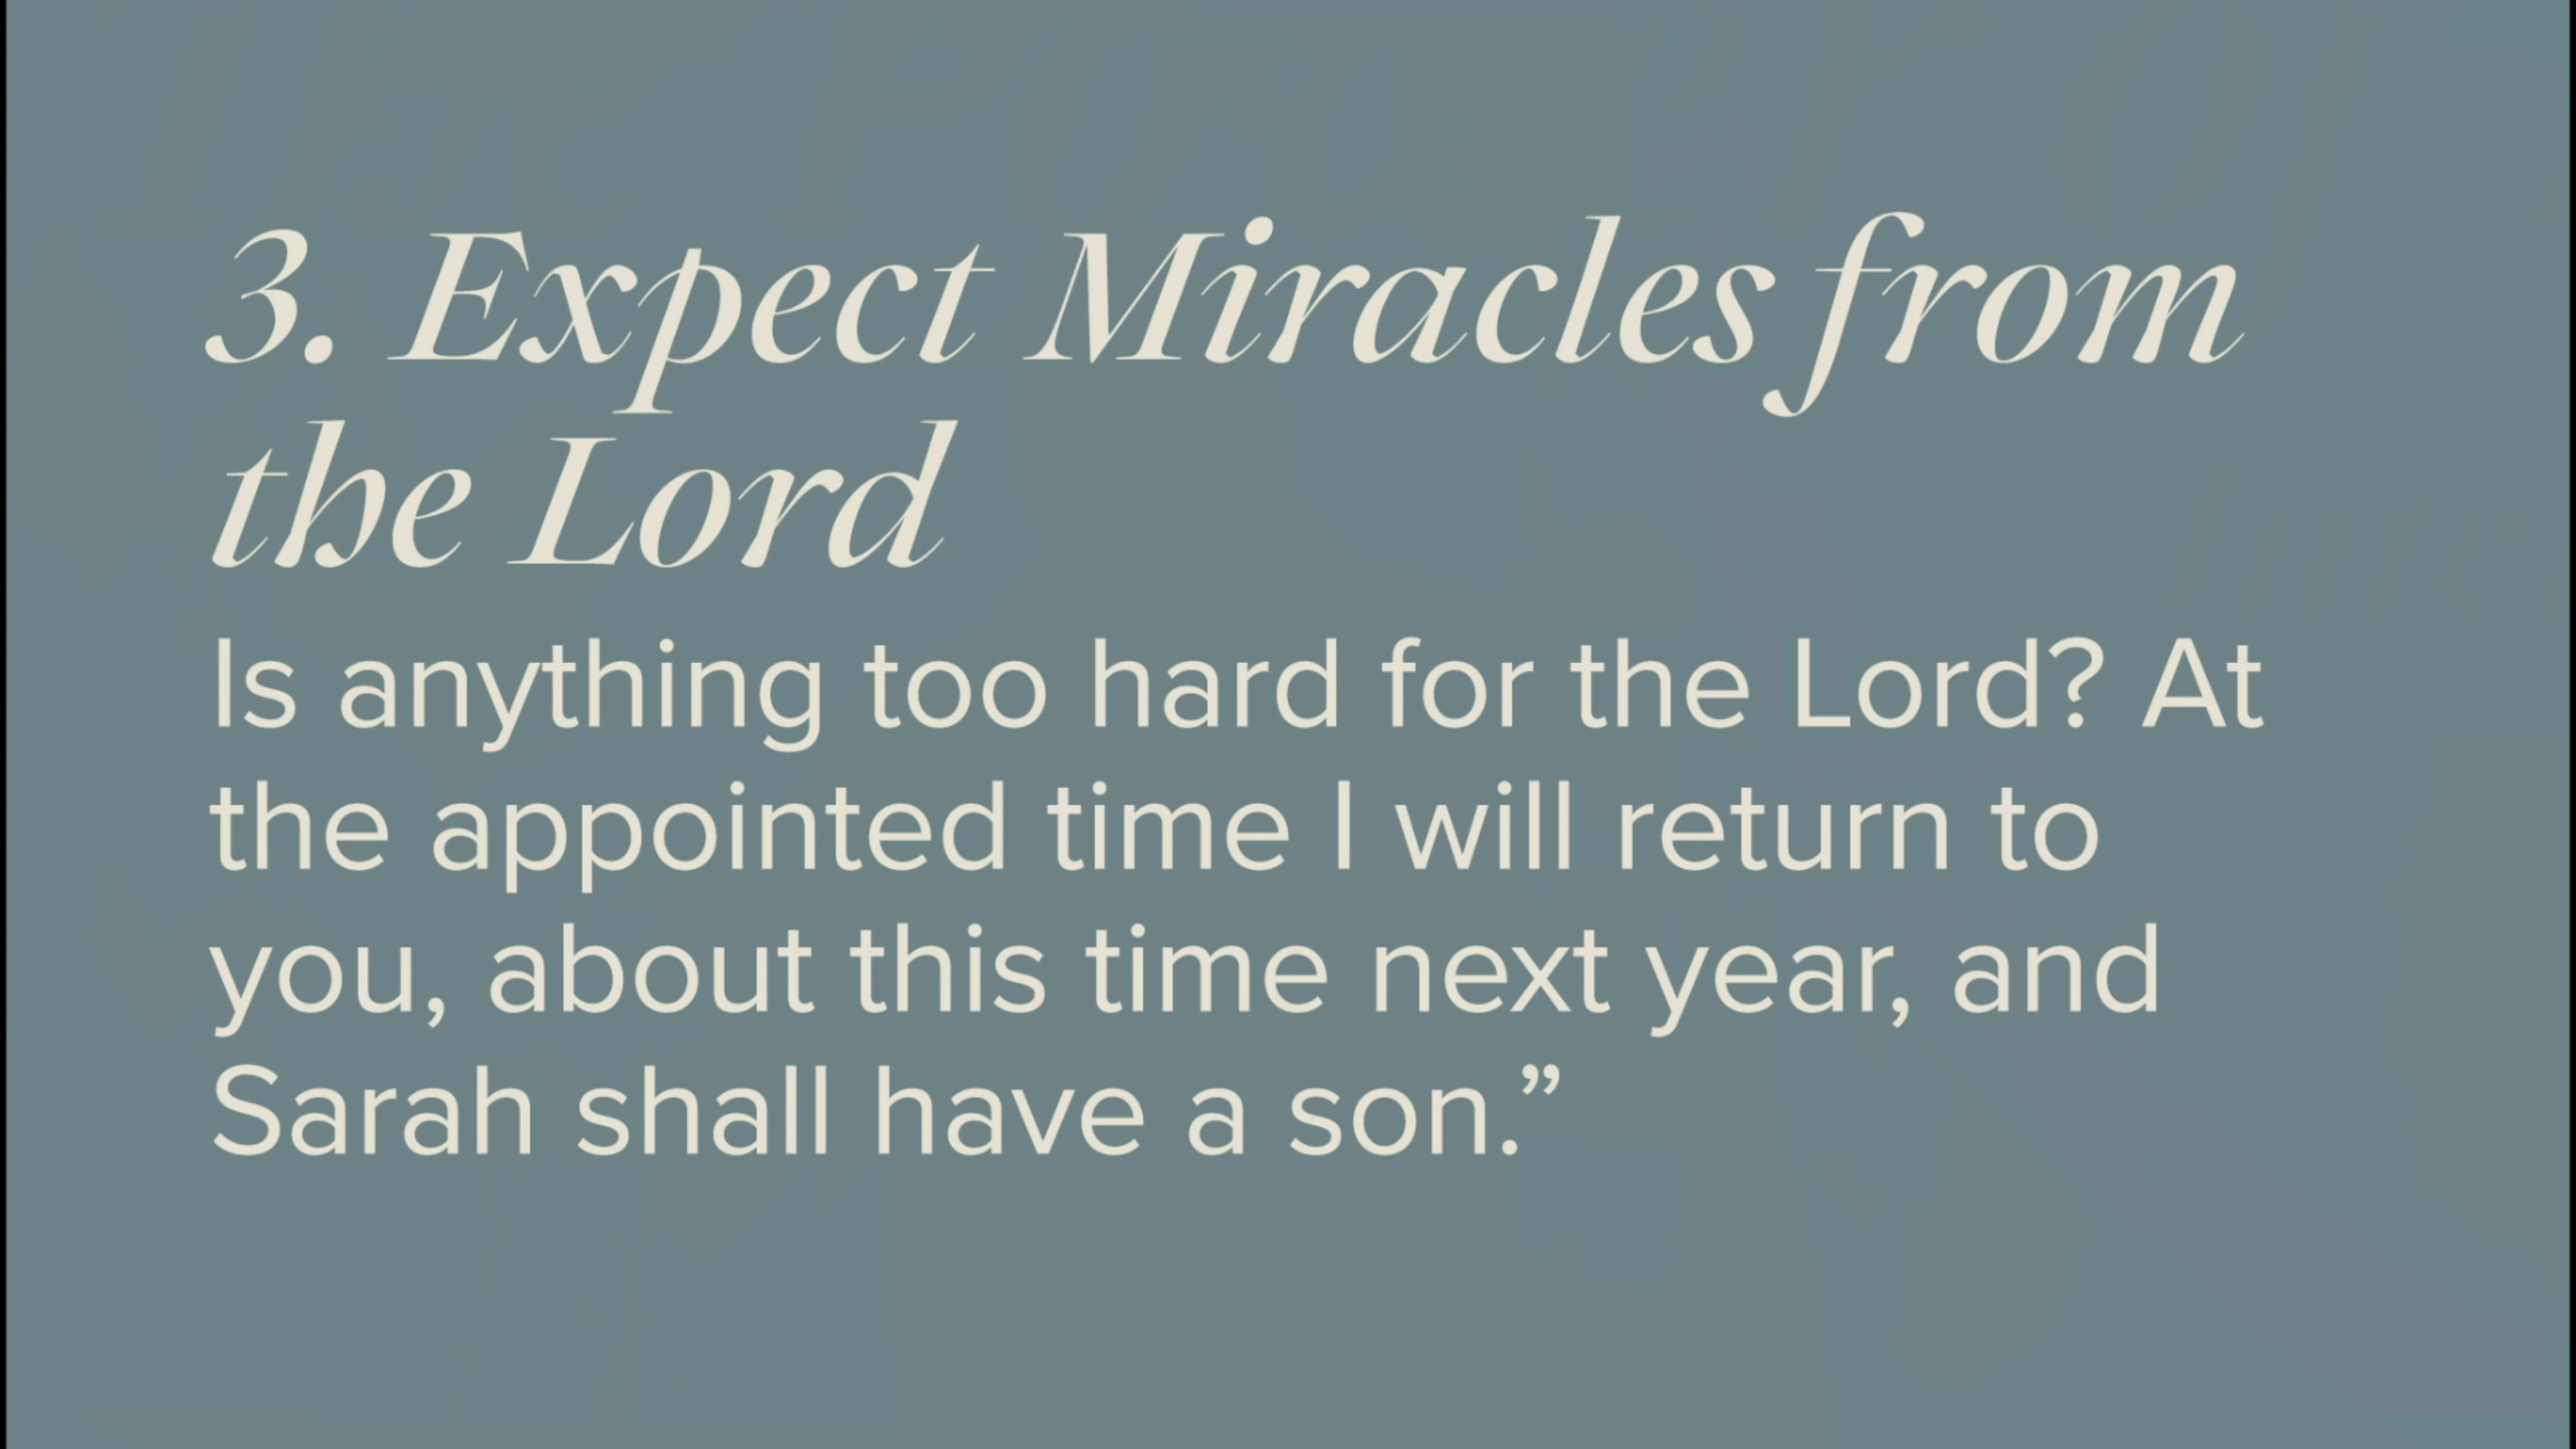 3. Expect Miracles from
the Lord
Is anything too hard for the Lord? At
the appointed time I will return to
you, about this time next year, and
Sarah shall have a son.”